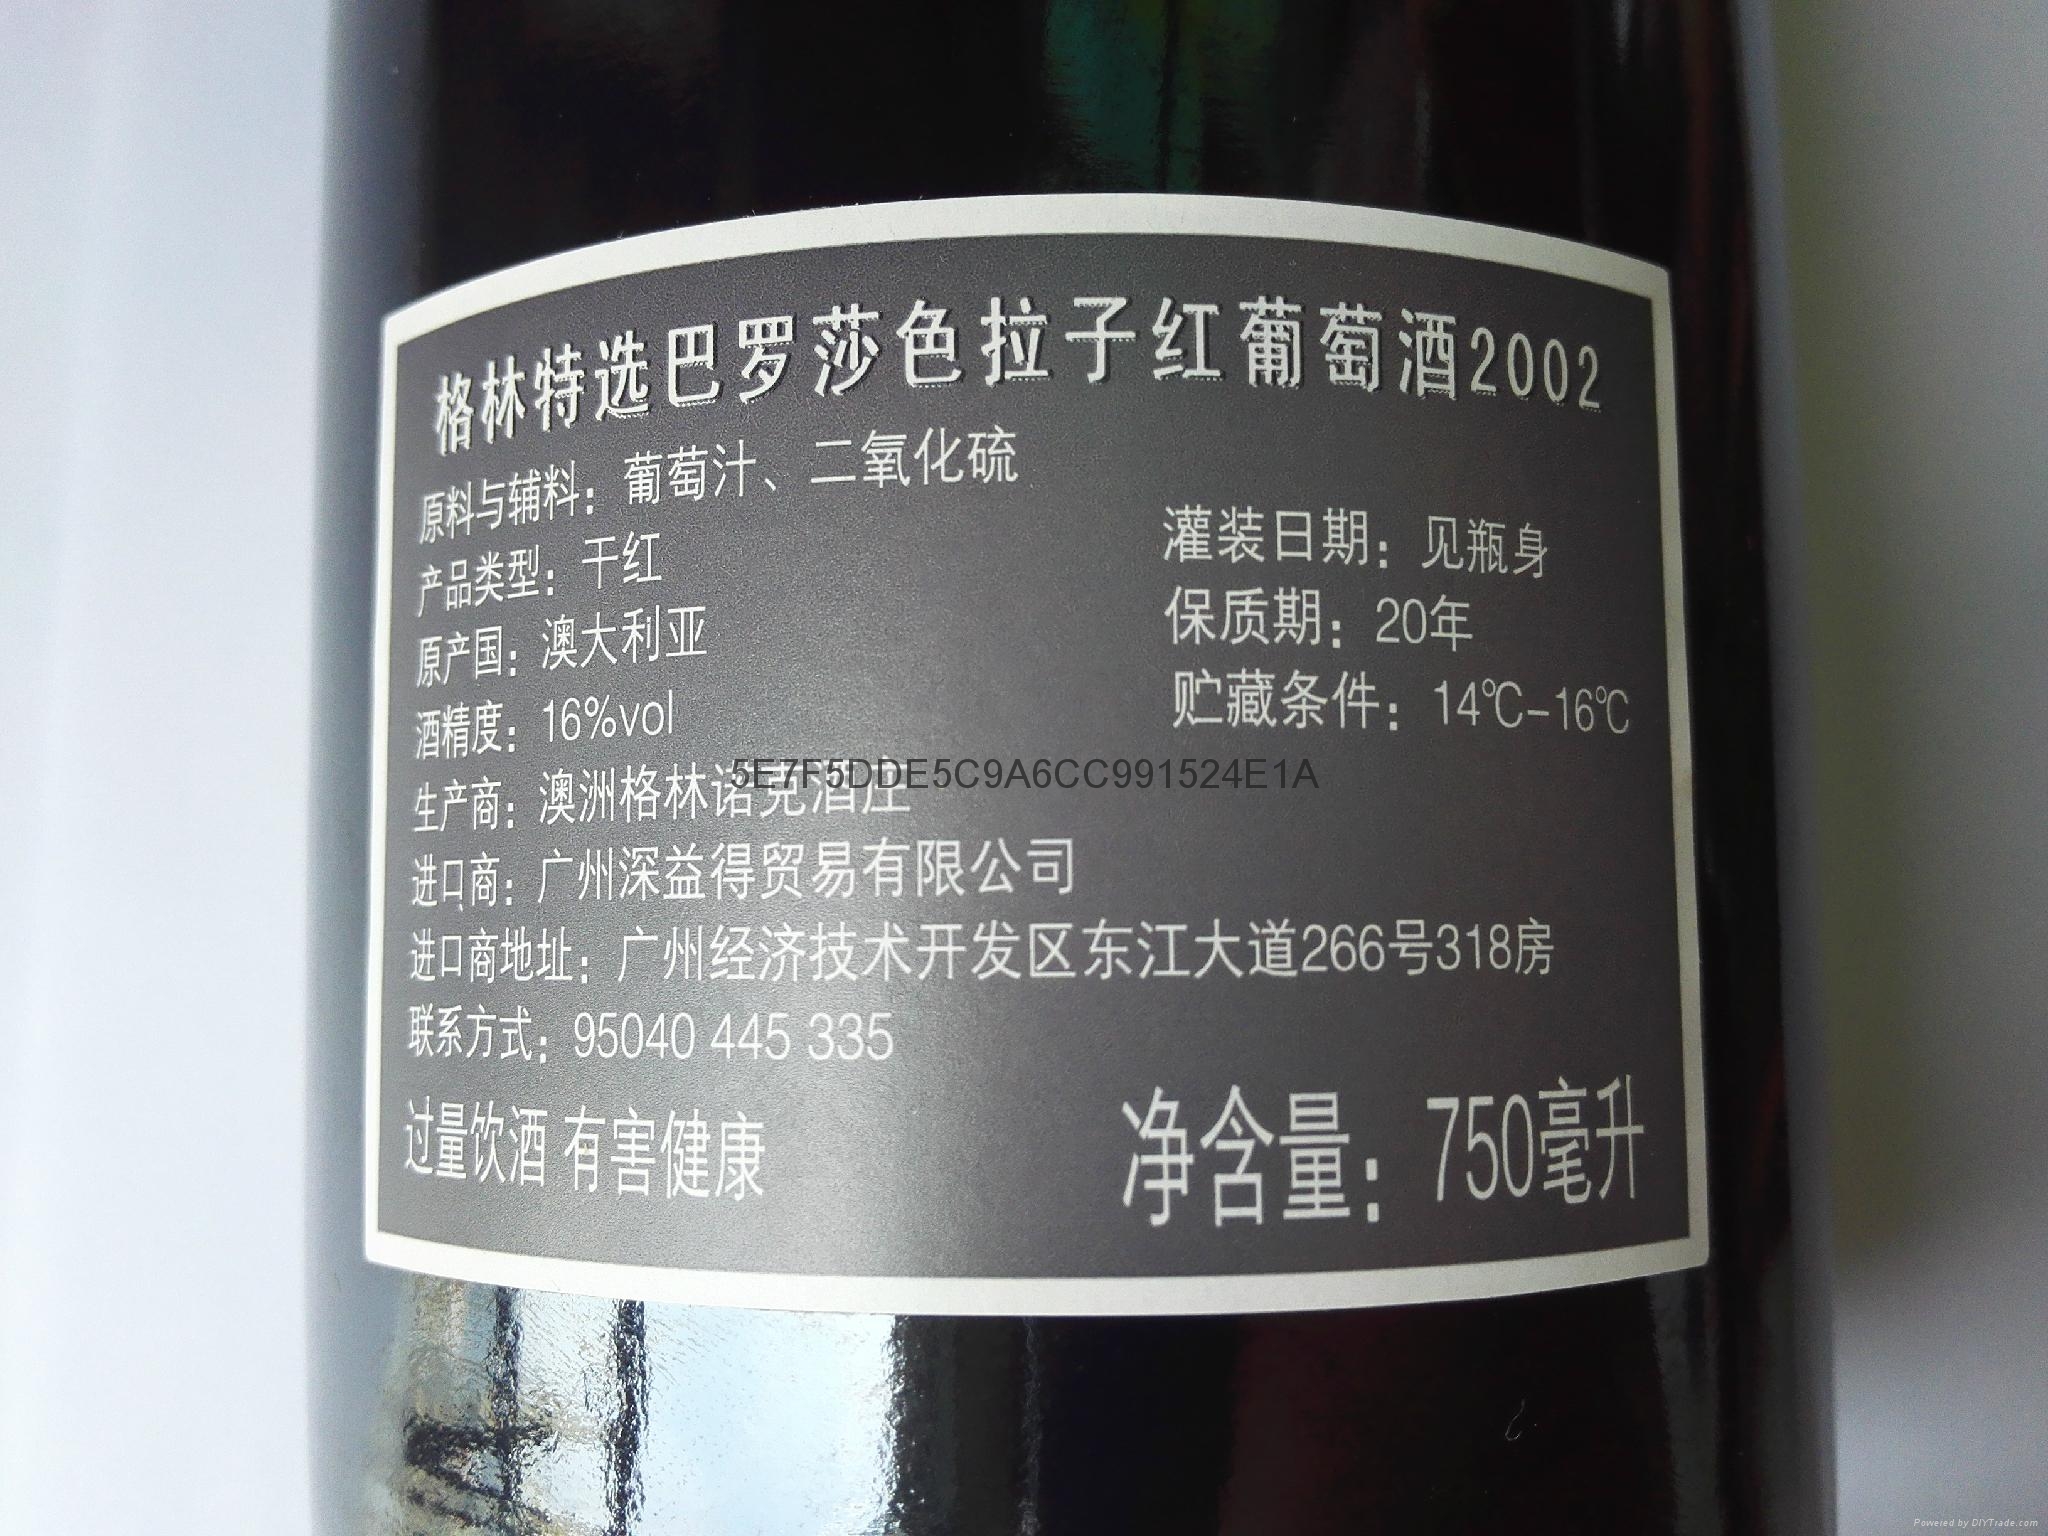 格林特选巴罗莎色拉子红葡萄酒2002
原料与辅料：葡萄汁、二氧化硫
产品类型：干红
灌装日期：见瓶身
原产国：澳大利亚
保质期：20年
酒精度：16%vol
贮藏条件：14℃-16℃
生产商：澳洲格林诺克酒庄
5E7F5DDE5C9A6CC991524E1A
进口商：广州深益得贸易有限公司
进口商地址：广州经济技术开发区东江大道266号318房
联系方式：95040 445 335
过量饮酒 有害健康
净含量：750毫升
Powered by DIYTrade.com